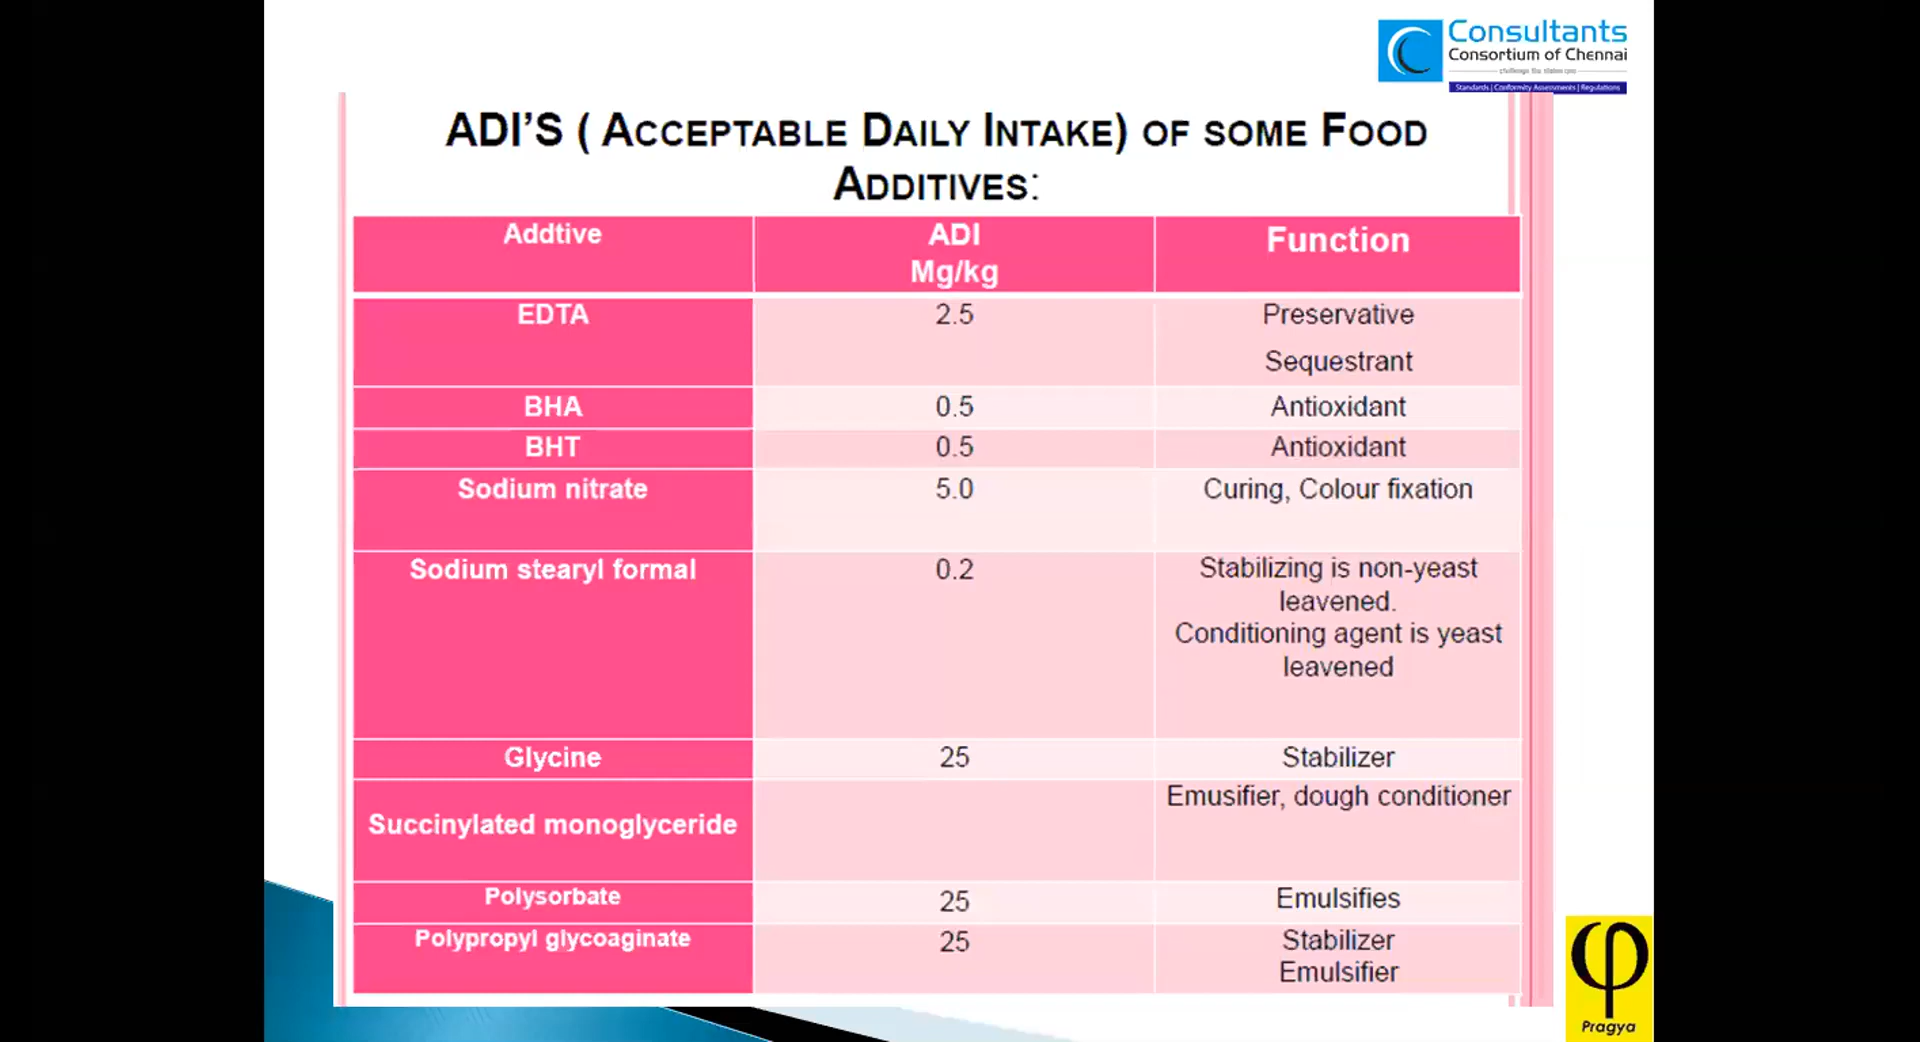 Consultants
Consortium of Chennai
Standards | Conformity Assessments | Regulations
ADI'S ( ACCEPTABLE DAILY INTAKE) OF SOME FOOD
ADDITIVES:
Addtive
ADI
Mg/kg
Function
EDTA
2.5
Preservative
Sequestrant
BHA
0.5
Antioxidant
BHT
0.5
Antioxidant
Sodium nitrate
5.0
Curing, Colour fixation
Sodium stearyl formal
0.2
Stabilizing is non-yeast
leavened.
Conditioning agent is yeast
leavened
Glycine
25
Stabilizer
Succinylated monoglyceride
Emusifier, dough conditioner
Polysorbate
25
Emulsifies
Polypropyl glycoaginate
25
Stabilizer
Emulsifier
φ
Pragya